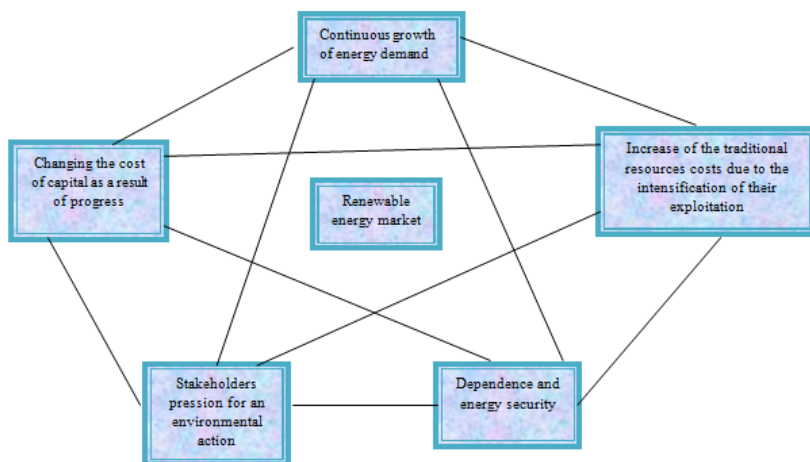 Continuous growth
of energy demand
Changing the cost
of capital as a result
of progress
Increase of the traditional
resources costs due to the
intensification of their
exploitation
Renewable
energy market
Stakeholders
pression for an
environmental
action
Dependence and
energy security